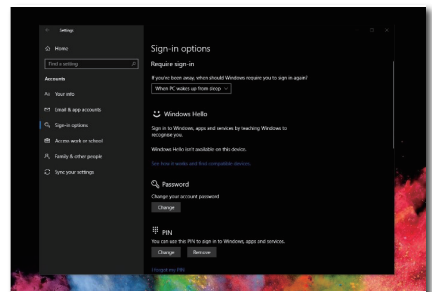 Settings
Home
Find a setting
Accounts
Your info
Email & app accounts
Sign-in options
Access work or school
Family & other people
Sync your settings
Sign-in options
Require sign-in
If you've been away, when should Windows require you to sign in again?
When PC wakes up from sleep
Windows Hello
Sign in to Windows, apps and services by teaching Windows to
recognise you.
Windows Hello isn't available on this device.
See how it works and find compatible devices.
Password
Change your account password
Change
PIN
You can use this PIN to sign in to Windows, apps and services.
Change Remove
I forgot my PIN